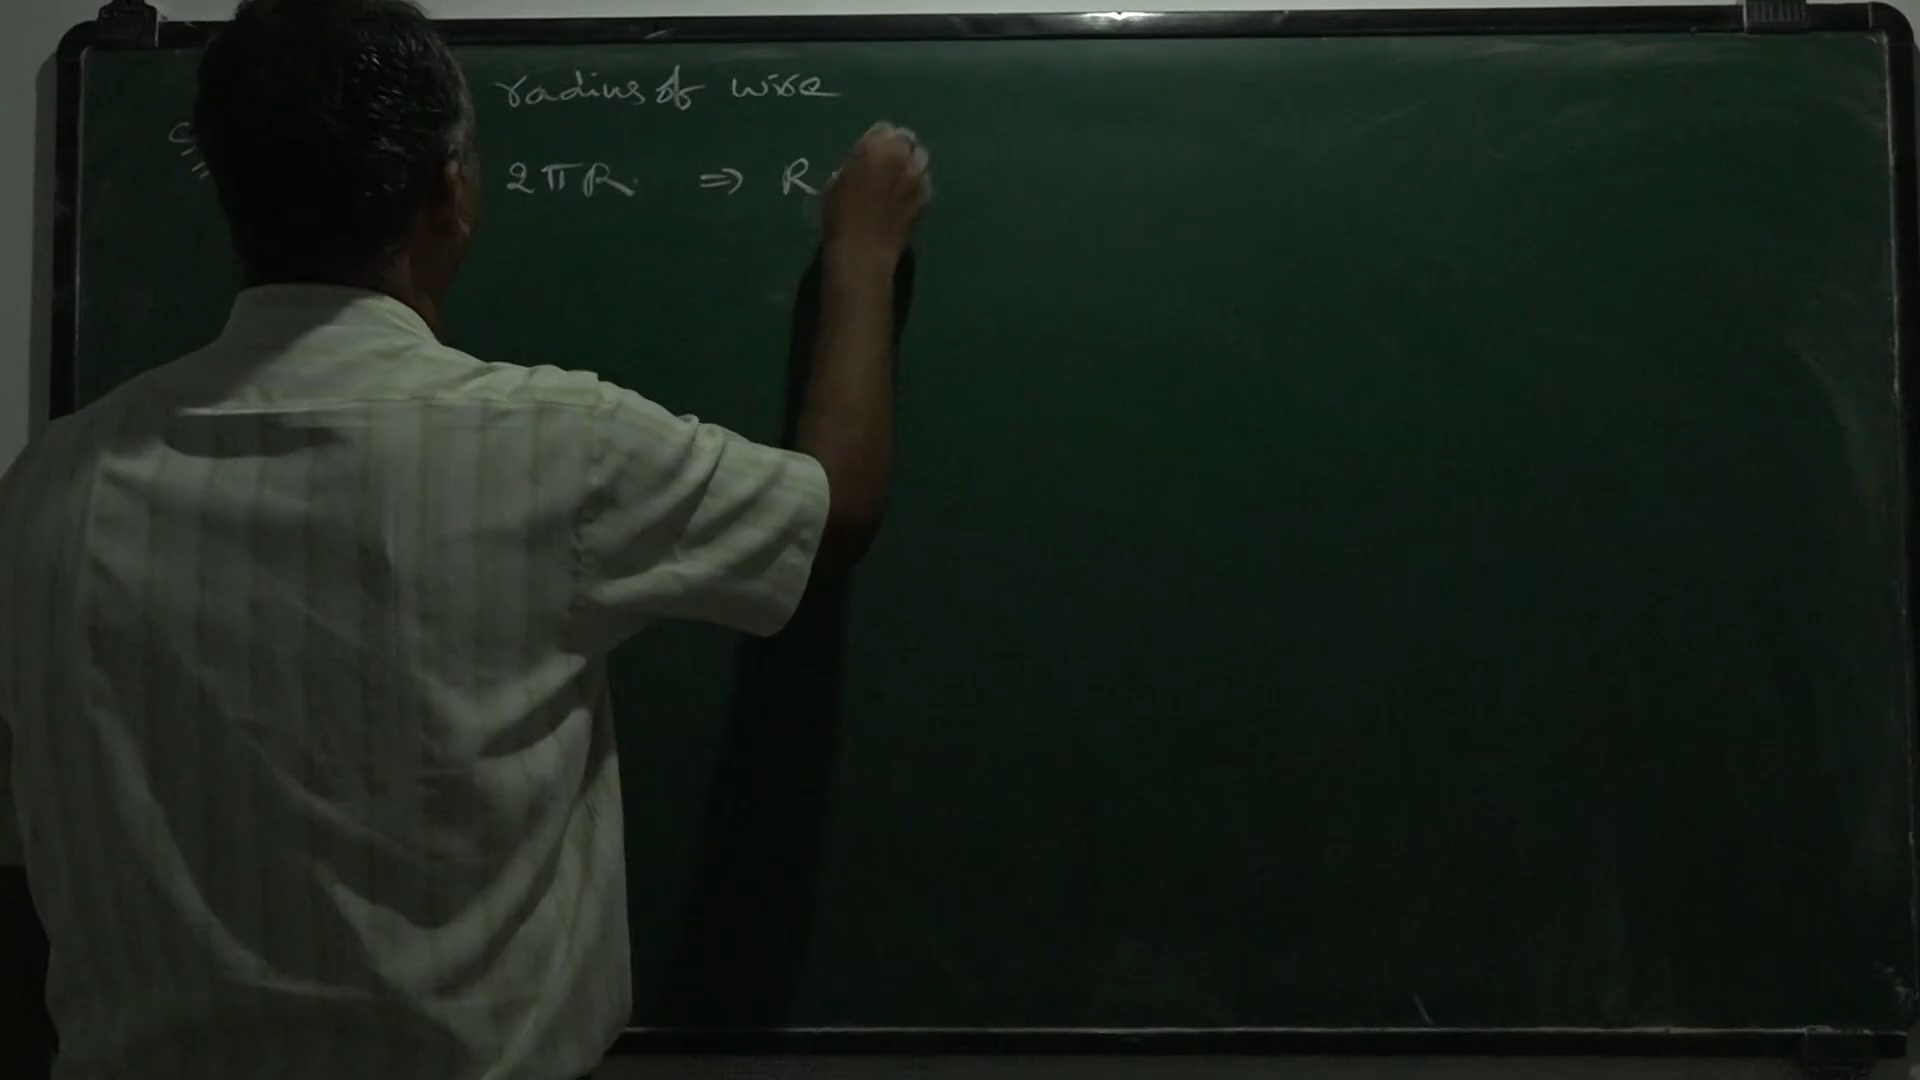 radius of wire
2πR ⇒ R